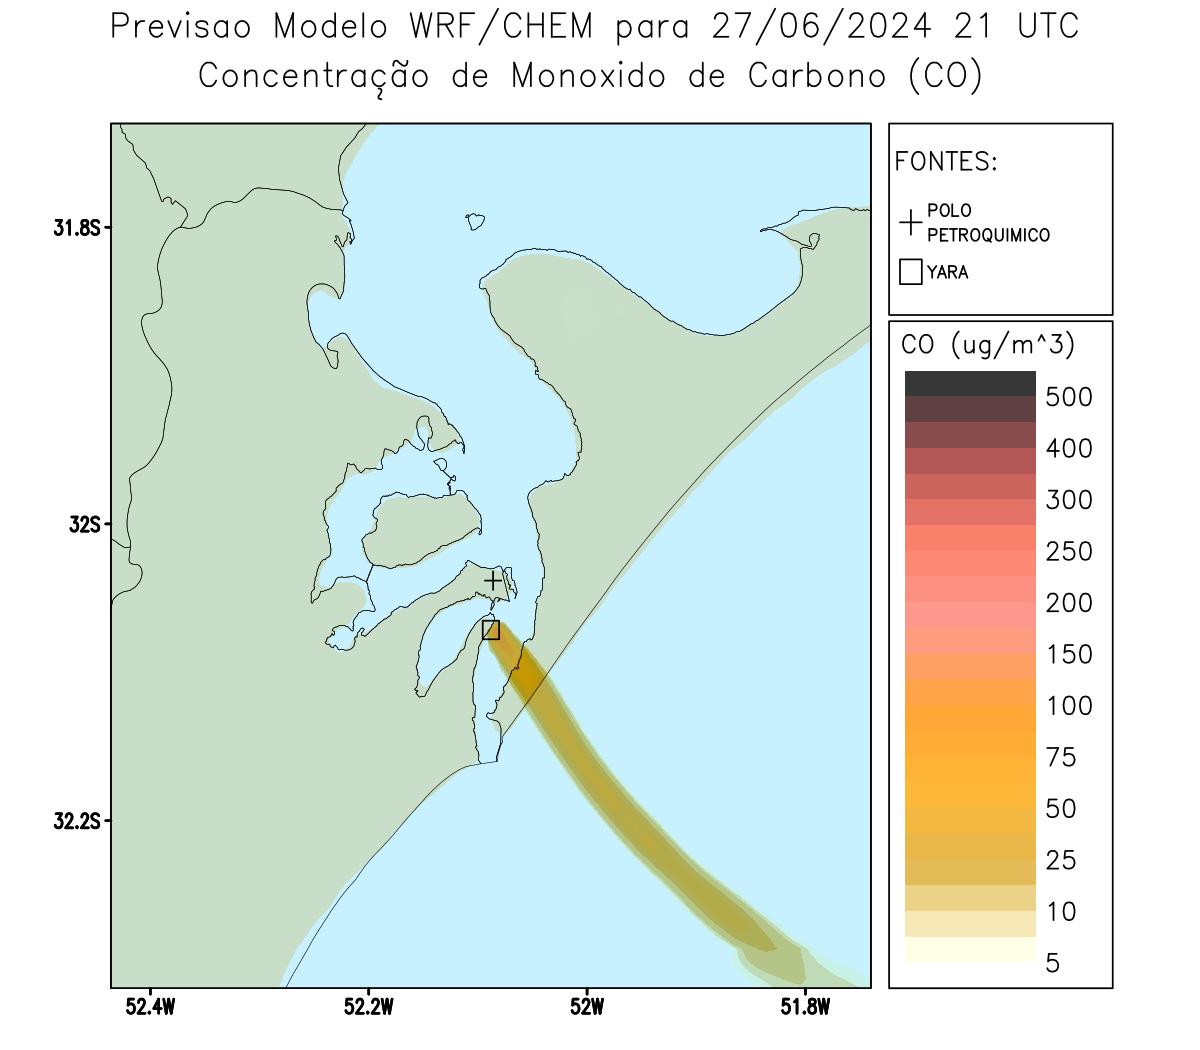 Previsao Modelo WRF/CHEM para 27/06/2024 21 UTC
Concentração de Monoxido de Carbono (CO)
FONTES:
POLO
PETROQUIMICO
YARA
CO (ug/m^3)
500
400
300
250
200
150
100
75
50
25
10
5
31.8S
32S
32.2S
52.4W
52.2W
52W
51.8W